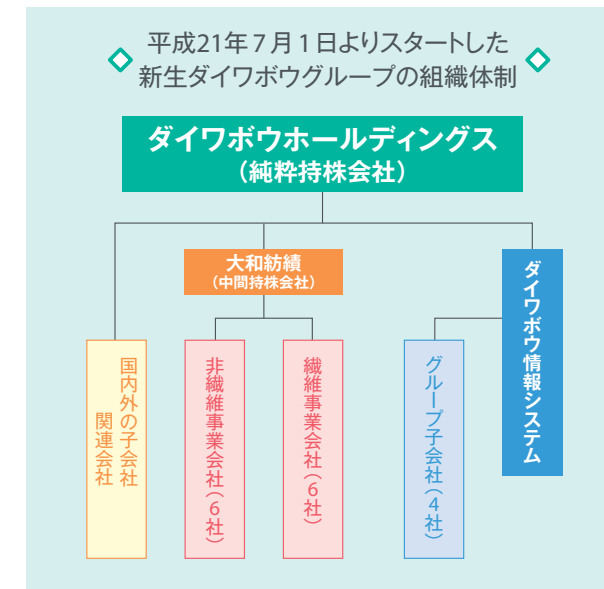 平成21年7月1日よりスタートした
新生ダイワボウグループの組織体制
ダイワボウホールディングス
（純粋持株会社）
大和紡績
（中間持株会社）
ダイワボウ情報システム
国内外の子会社
関連会社
非繊維事業会社（6社）
繊維事業会社（6社）
グループ子会社（4社）